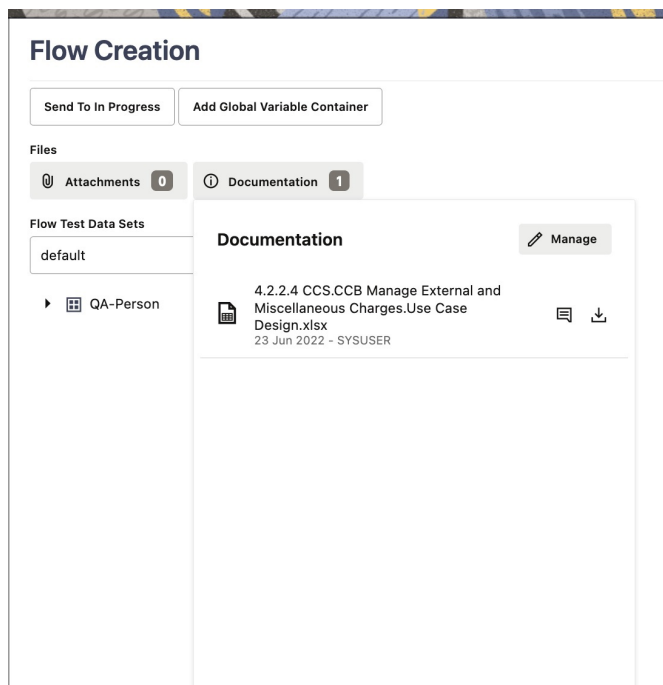 Flow Creation
Send To In Progress
Add Global Variable Container
Files
Attachments 0
Documentation 1
Flow Test Data Sets
default
QA-Person
Documentation
Manage
4.2.2.4 CCS.CCB Manage External and
Miscellaneous Charges.Use Case
Design.xlsx
23 Jun 2022 - SYSUSER